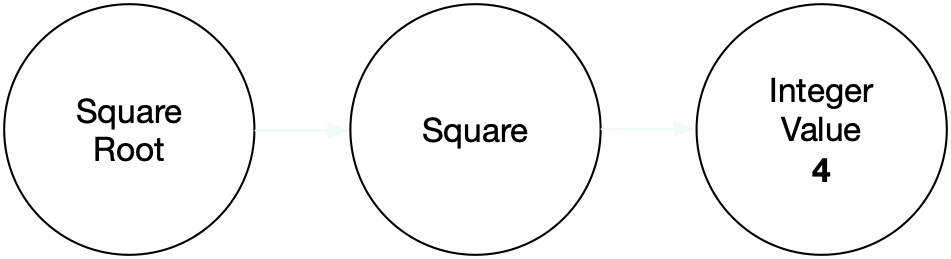 Square
Root
Square
Integer
Value
4